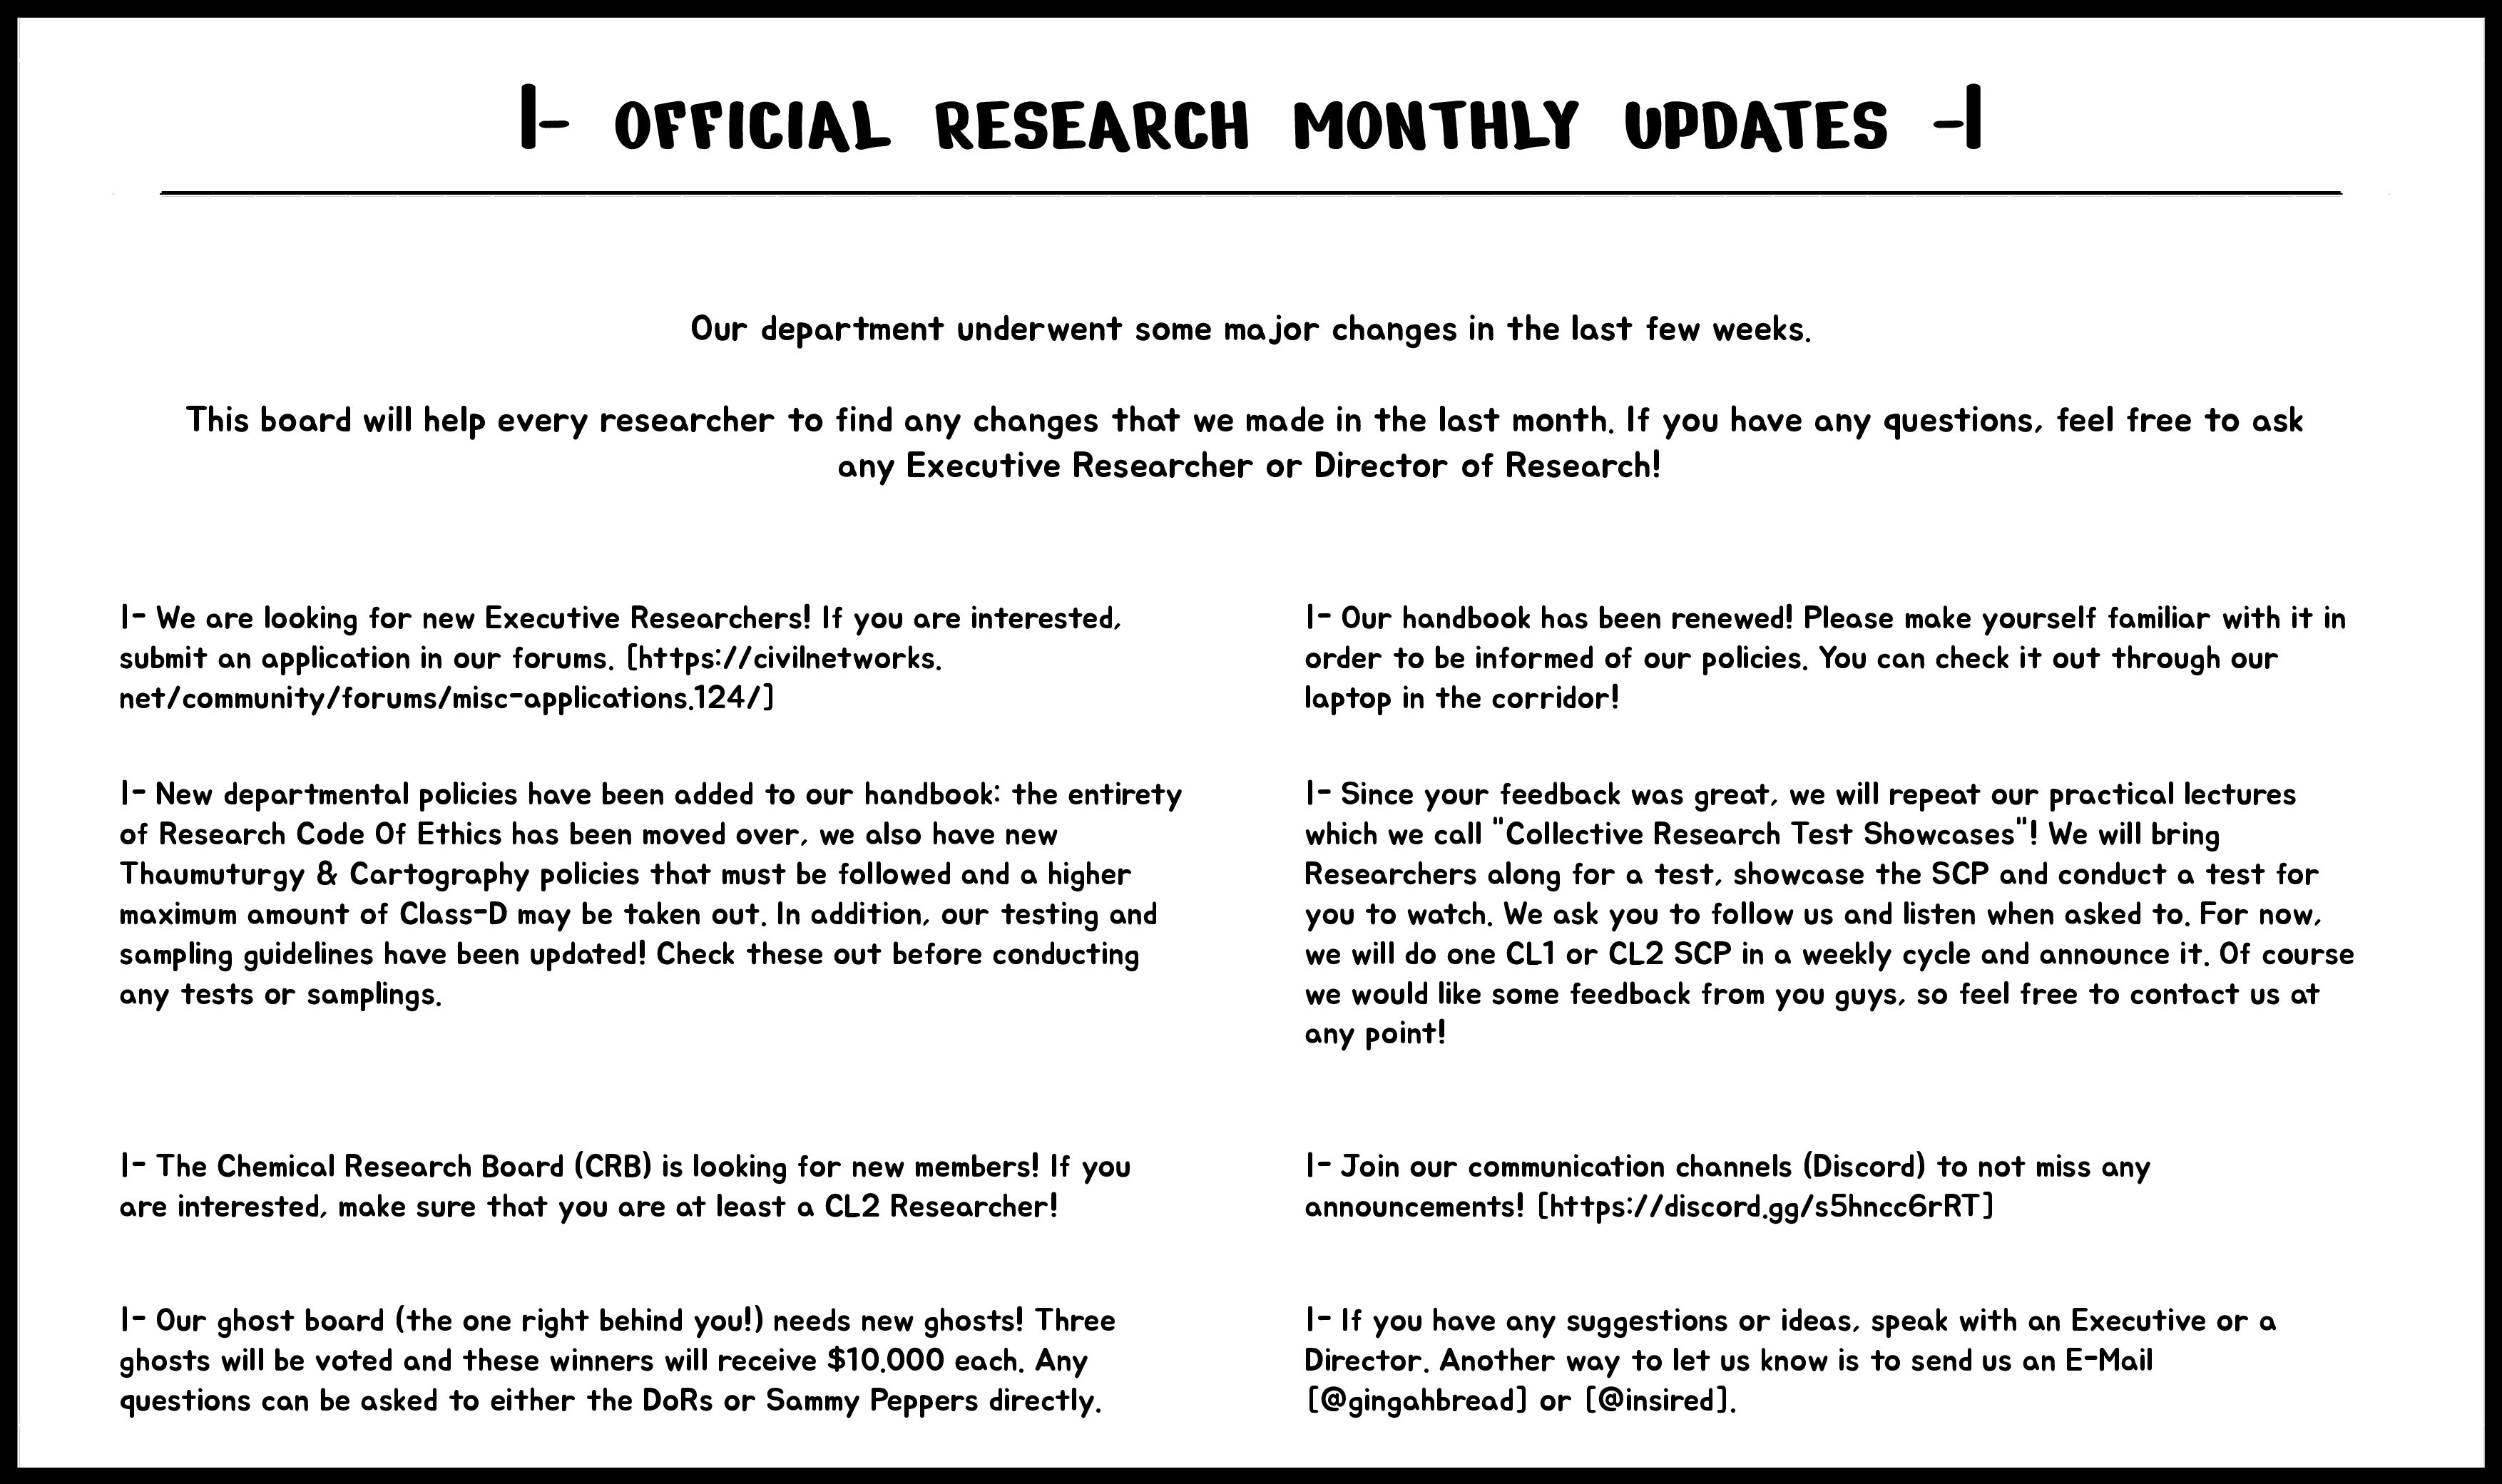 |- OFFICIAL RESEARCH MONTHLY UPDATES -|
Our department underwent some major changes in the last few weeks.
This board will help every researcher to find any changes that we made in the last month. If you have any questions, feel free to ask
any Executive Researcher or Director of Research!
|- We are looking for new Executive Researchers! If you are interested,
submit an application in our forums. [https://civilnetworks.
net/community/forums/misc-applications.124/]
|- New departmental policies have been added to our handbook: the entirety
of Research Code Of Ethics has been moved over, we also have new
Thaumuturgy & Cartography policies that must be followed and a higher
maximum amount of Class-D may be taken out. In addition, our testing and
sampling guidelines have been updated! Check these out before conducting
any tests or samplings.
|- The Chemical Research Board (CRB) is looking for new members! If you
are interested, make sure that you are at least a CL2 Researcher!
|- Our ghost board (the one right behind you!) needs new ghosts! Three
ghosts will be voted and these winners will receive $10.000 each. Any
questions can be asked to either the DoRs or Sammy Peppers directly.
|- Our handbook has been renewed! Please make yourself familiar with it in
order to be informed of our policies. You can check it out through our
laptop in the corridor!
|- Since your feedback was great, we will repeat our practical lectures
which we call "Collective Research Test Showcases"! We will bring
Researchers along for a test, showcase the SCP and conduct a test for
you to watch. We ask you to follow us and listen when asked to. For now,
we will do one CL1 or CL2 SCP in a weekly cycle and announce it. Of course
we would like some feedback from you guys, so feel free to contact us at
any point!
|- Join our communication channels (Discord) to not miss any
announcements! [https://discord.gg/s5hncc6rRT]
|- If you have any suggestions or ideas, speak with an Executive or a
Director. Another way to let us know is to send us an E-Mail
[@gingahbread] or [@insired].